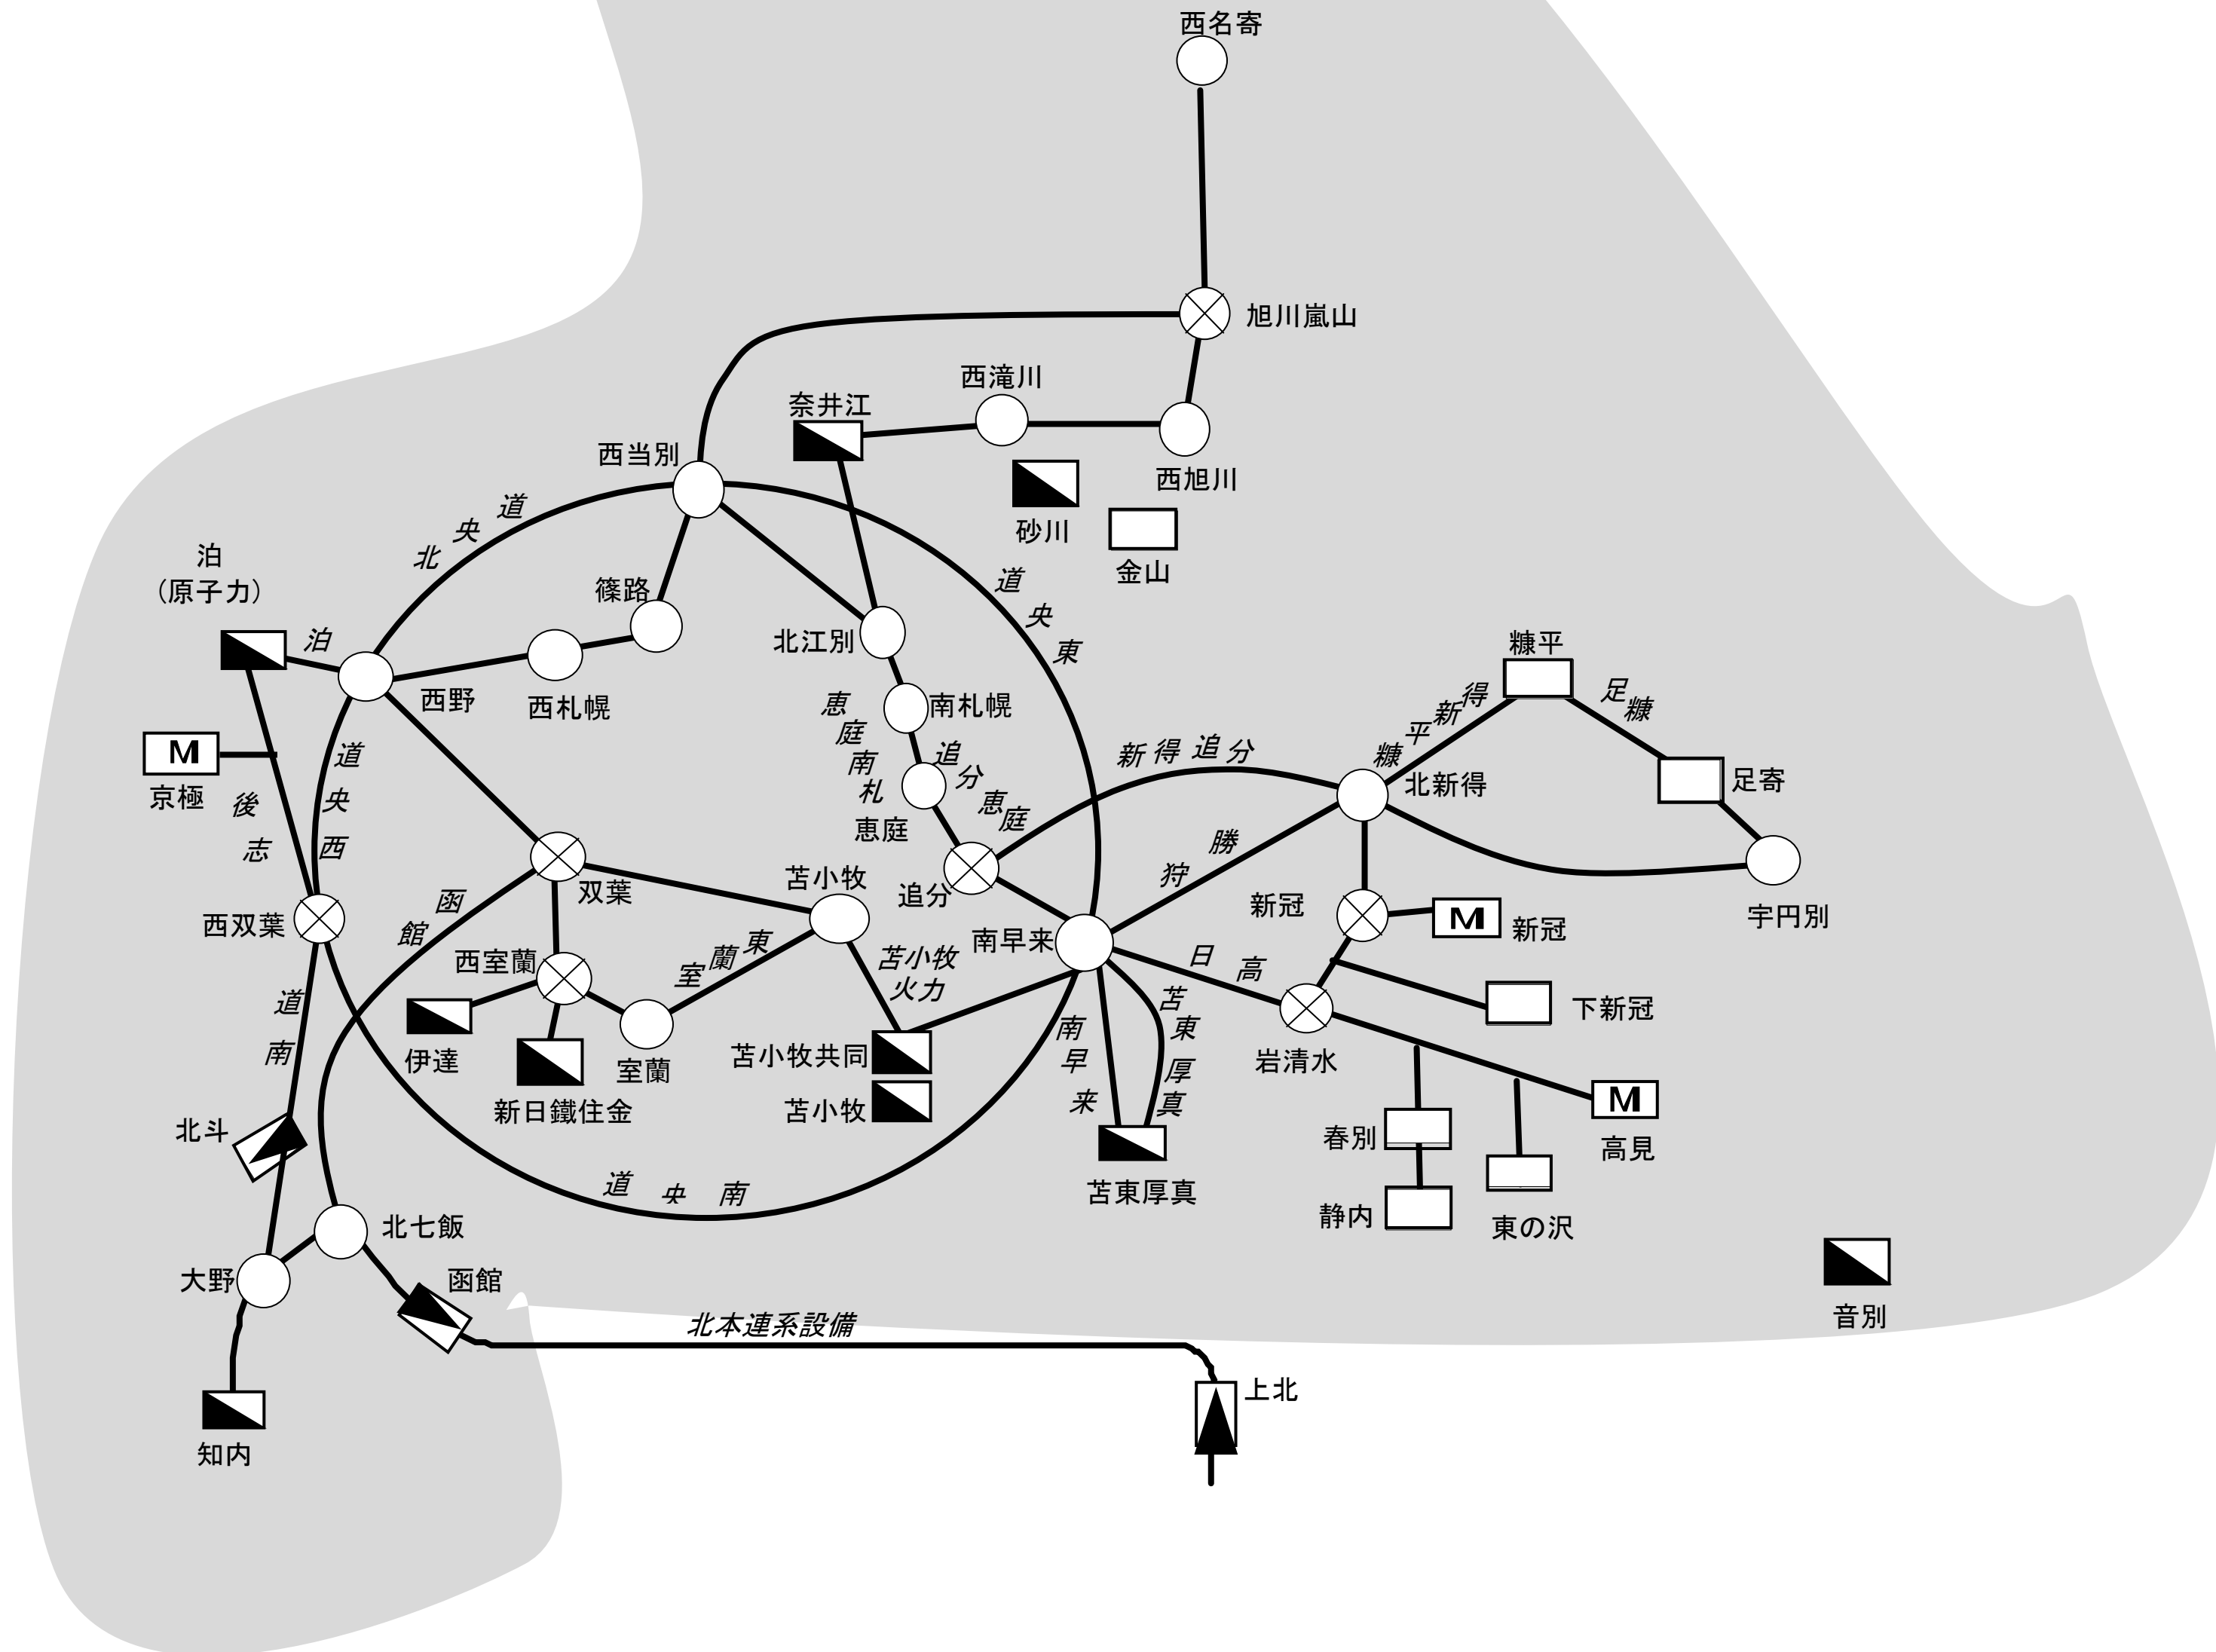 西名寄
旭川嵐山
西滝川
奈井江
西当別
西旭川
砂川
金山
道央北
泊
（原子力）
泊
篠路
北江別
道央東
西野
西札幌
南札幌
恵庭南札
追分恵庭
恵庭
京極
M
後志
道央西
新得追分
糠平新得
糠平
足糠
足寄
北新得
宇円別
狩勝
追分
苫小牧
双葉
函館
西双葉
新冠
M
新冠
南早来
日高
下新冠
岩清水
西室蘭
室蘭東
苫小牧
火力
伊達
室蘭
新日鐵住金
苫小牧共同
苫小牧
南早来
苫東厚真
苫東厚真
M
高見
春別
静内
東の沢
道南
北斗
道央南
北七飯
大野
函館
北本連系設備
上北
知内
音別